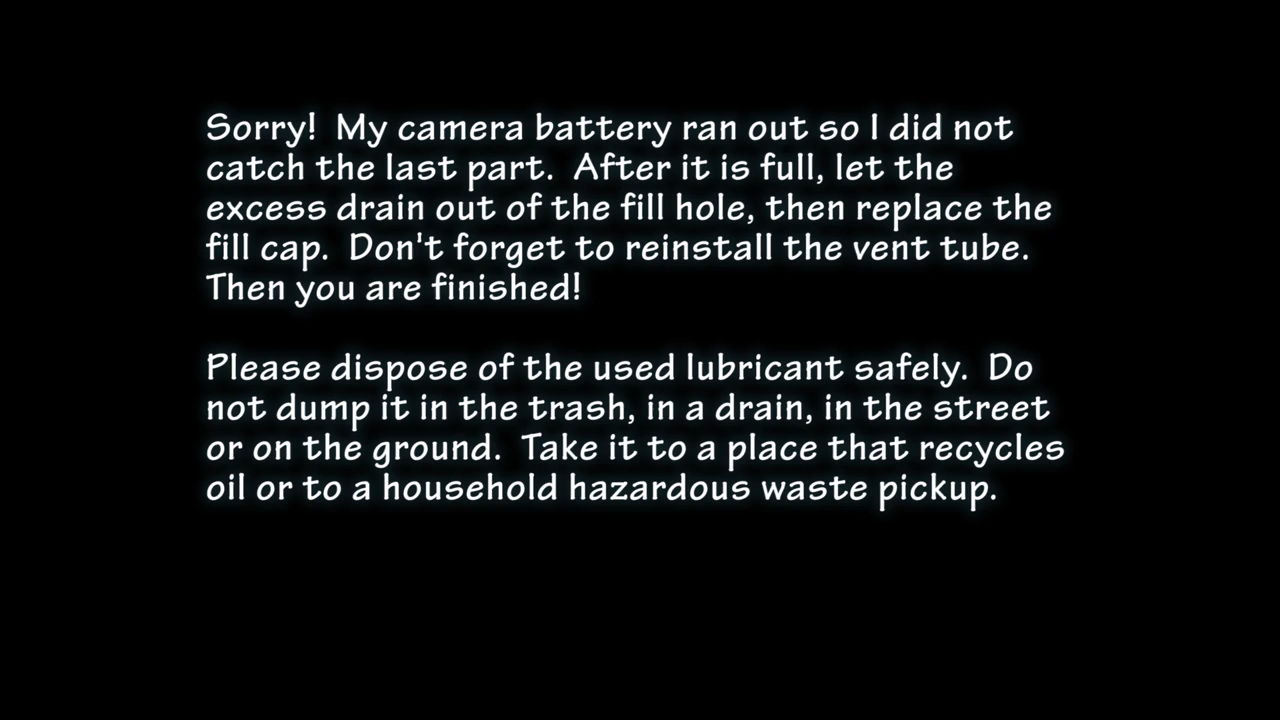 Sorry!  My camera battery ran out so I did not
catch the last part.  After it is full, let the
excess drain out of the fill hole, then replace the
fill cap.  Don't forget to reinstall the vent tube.
Then you are finished!
Please dispose of the used lubricant safely.  Do
not dump it in the trash, in a drain, in the street
or on the ground.  Take it to a place that recycles
oil or to a household hazardous waste pickup.